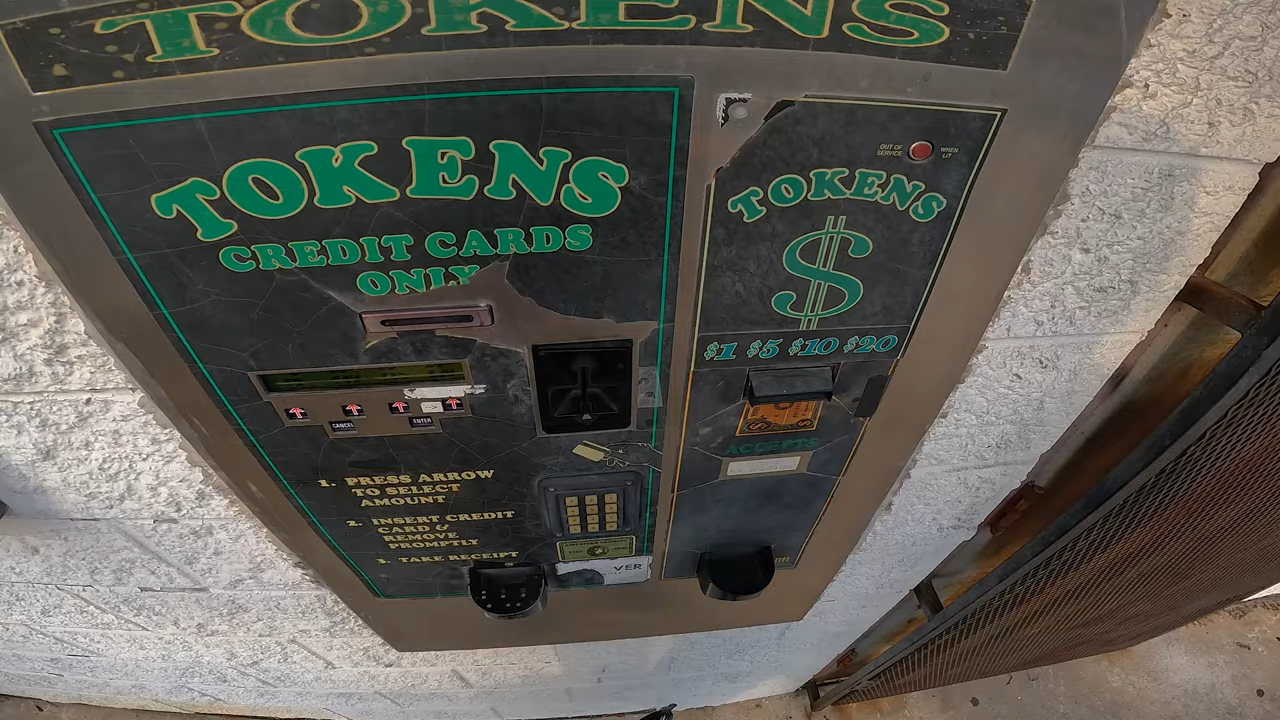 TOKENS
TOKENS
CREDIT CARDS
ONLY
CANCEL
ENTER
1. PRESS ARROW
TO SELECT
AMOUNT
2. INSERT CREDIT
CARD &
REMOVE
PROMPTLY
3. TAKE RECEIPT
VER
OUT OF
SERVICE
WHEN
LIT
TOKENS
$
$1 $5 $10 $20
ACCEPTS